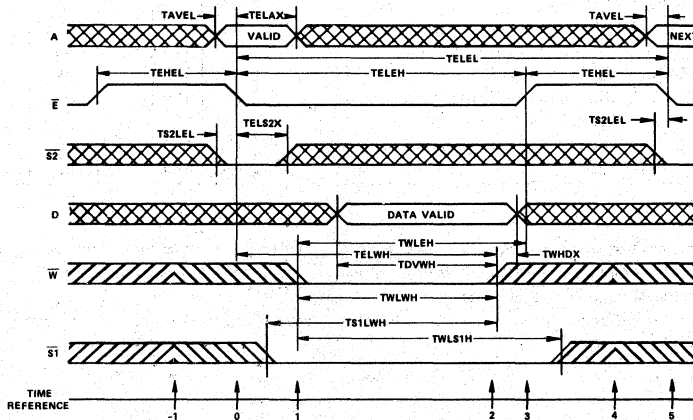 TAVEL TELAX TAVEL
A VALID NEXT
TELEL
TEHEL TELEH TEHEL
E
TS2LEL TELS2X TS2LEL
S2
D DATA VALID
TWLEH
TELWH TWHDX
TDVWH
W
TWLWH
TS1LWH
TWLS1H
S1
TIME
REFERENCE
-1 0 1 2 3 4 5